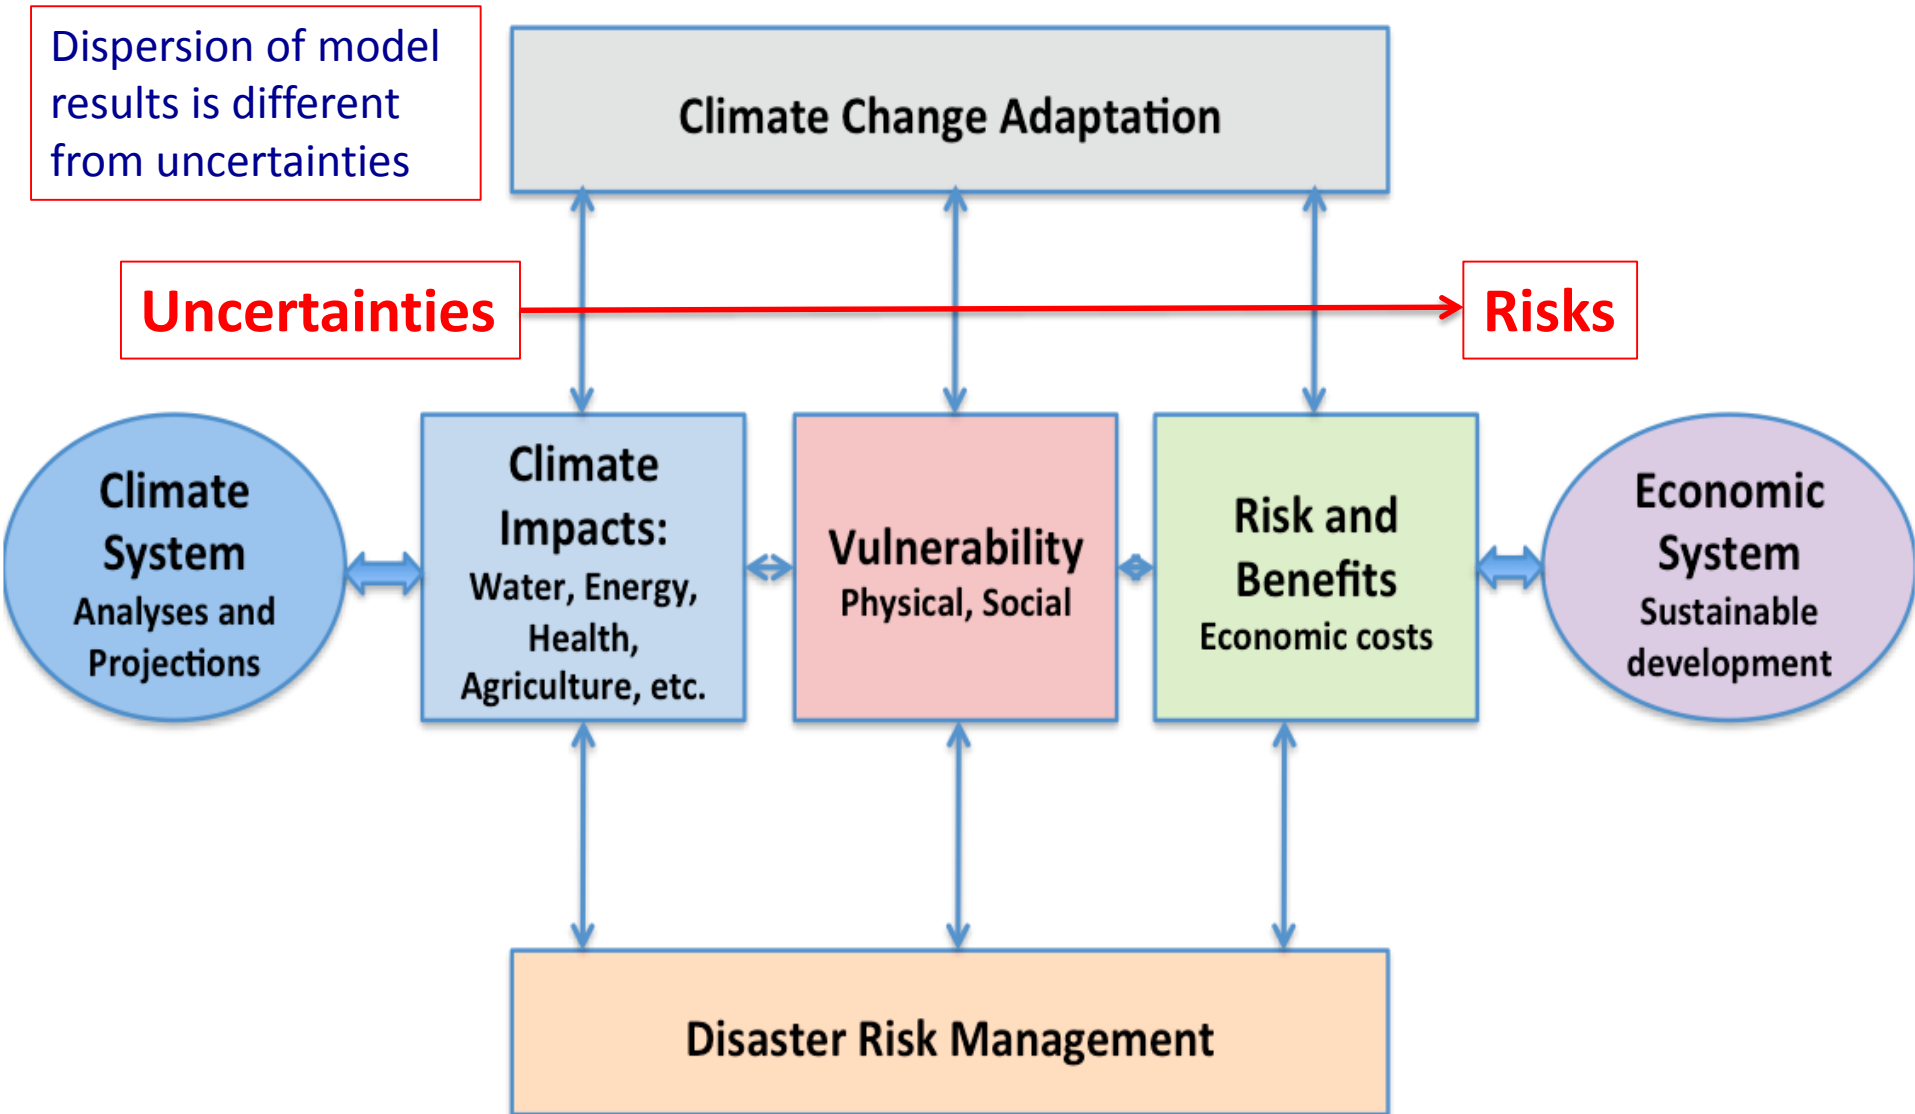 Dispersion of model
results is different
from uncertainties
Climate Change Adaptation
Uncertainties
Risks
Climate
System
Analyses and
Projections
Climate
Impacts:
Water, Energy,
Health,
Agriculture, etc.
Vulnerability
Physical, Social
Risk and
Benefits
Economic costs
Economic
System
Sustainable
development
Disaster Risk Management